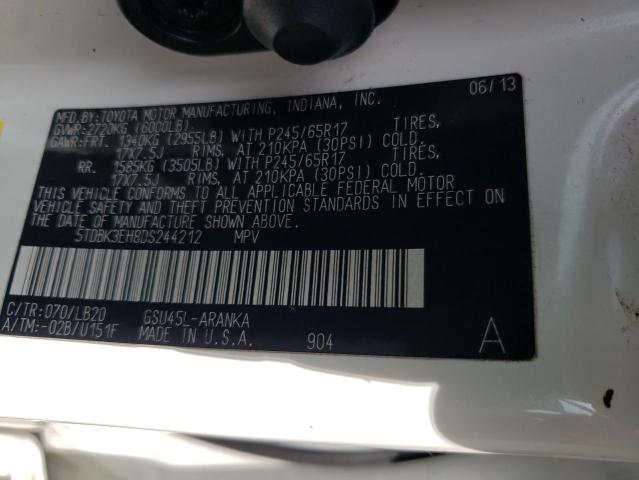 06/13
MFD.BY:TOYOTA MOTOR MANUFACTURING, INDIANA, INC.
GVWR:2720KG (6000LB)
GAWR:FRT. 1340KG (2955LB) WITH P245/65R17 TIRES,
17X7.5J RIMS, AT 210KPA (30PSI) COLD.
RR. 1585KG (3505LB) WITH P245/65R17 TIRES,
17X7.5J RIMS, AT 210KPA (30PSI) COLD.
THIS VEHICLE CONFORMS TO ALL APPLICABLE FEDERAL MOTOR
VEHICLE SAFETY AND THEFT PREVENTION STANDARDS IN EFFECT ON
THE DATE OF MANUFACTURE SHOWN ABOVE.
5TDBK3EH8DS244212 MPV
C/TR:070/LB20 GSU45L-ARANKA
A/TM:-02B/U151F MADE IN U.S.A. 904 A